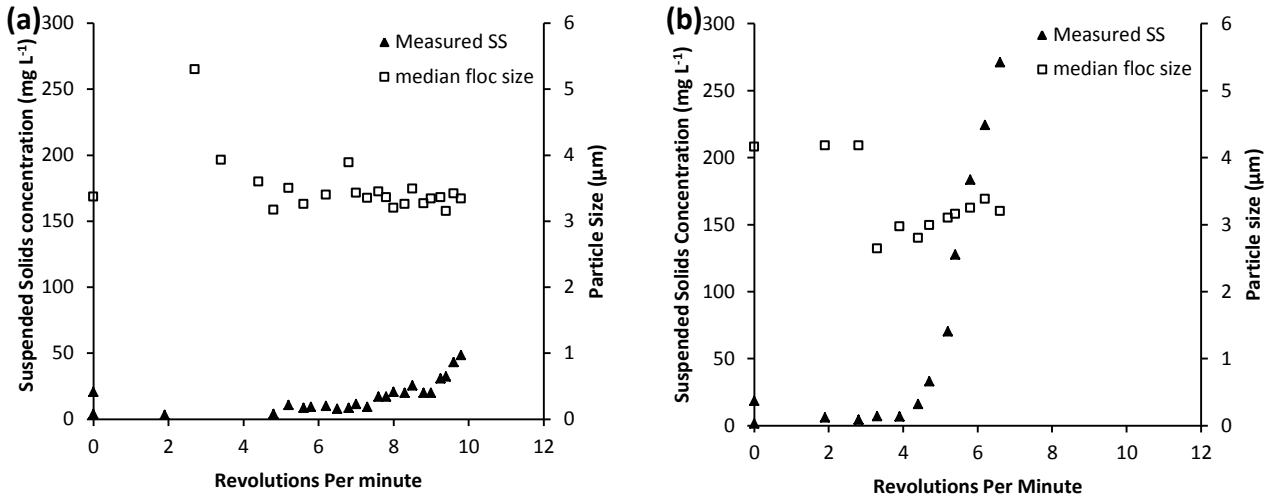 (a)
300
250
200
150
100
50
0
Suspended Solids concentration (mg L-1)
6
5
4
3
2
1
0
Particle Size (µm)
Measured SS
median floc size
0 2 4 6 8 10 12
Revolutions Per minute
(b)
300
250
200
150
100
50
0
Suspended Solids Concentration (mg L-1)
6
5
4
3
2
1
0
Particle size (µm)
Measured SS
median floc size
0 2 4 6 8 10 12
Revolutions Per Minute